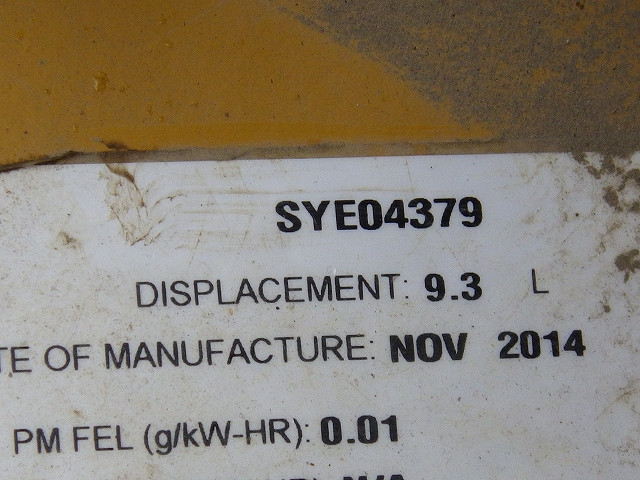 SYE04379
DISPLACEMENT: 9.3 L
TE OF MANUFACTURE: NOV 2014
PM FEL (g/kW-HR): 0.01